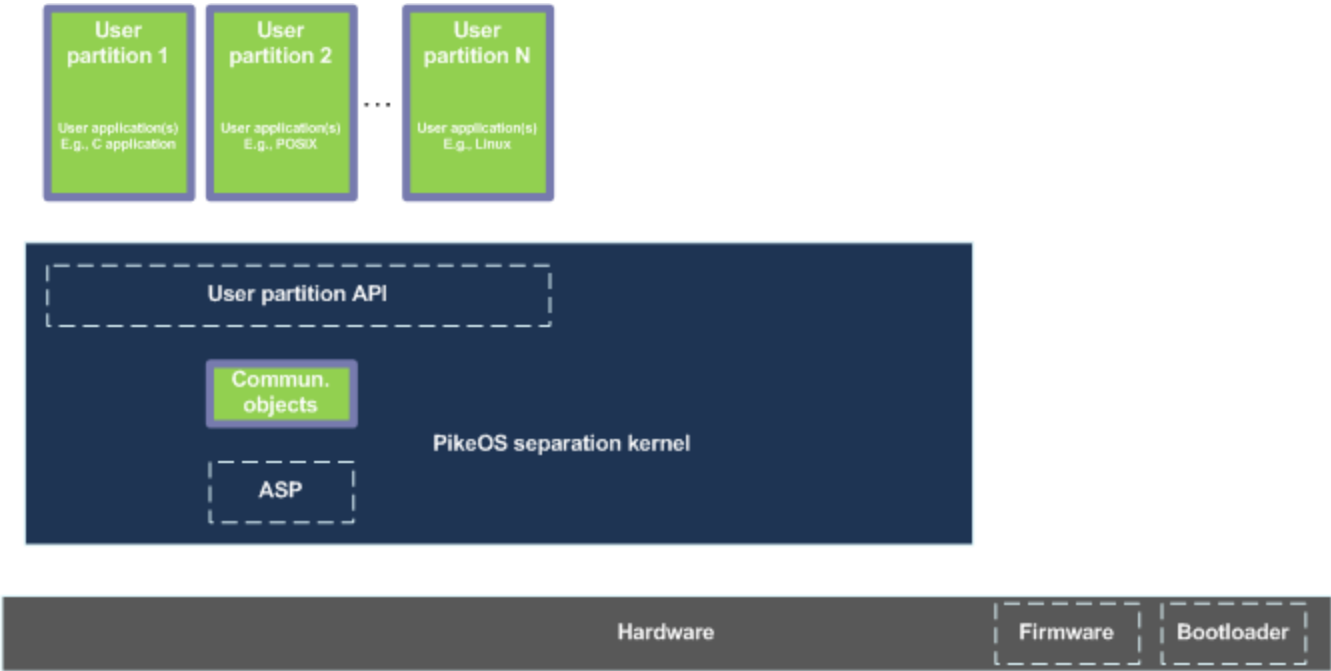 User
partition 1
User application(s)
E.g., C application
User
partition 2
User application(s)
E.g., POSIX
...
User
partition N
User application(s)
E.g., Linux
User partition API
Commun.
objects
PikeOS separation kernel
ASP
Hardware
Firmware
Bootloader